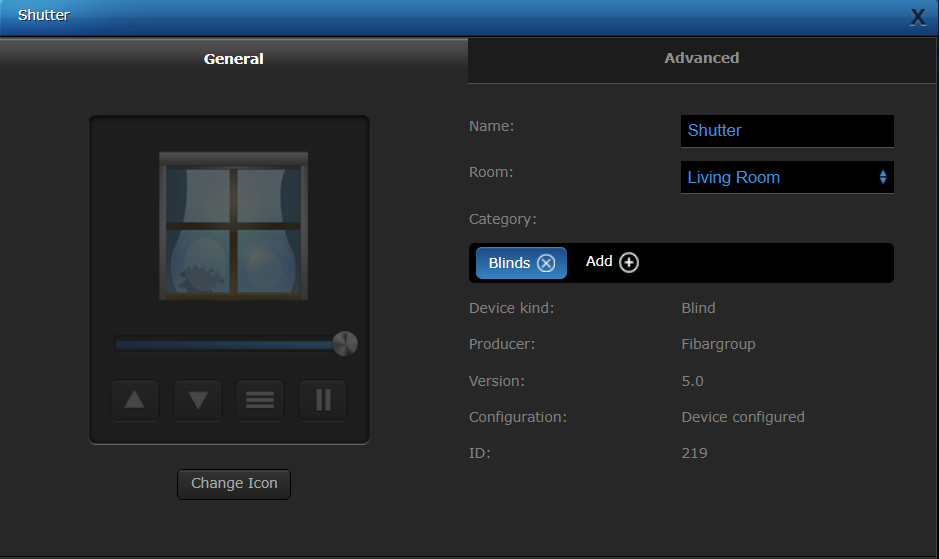 Shutter
X
General
Advanced
Name:
Shutter
Room:
Living Room
Category:
Blinds
Add
Device kind:
Blind
Producer:
Fibargroup
Version:
5.0
Configuration:
Device configured
ID:
219
Change Icon